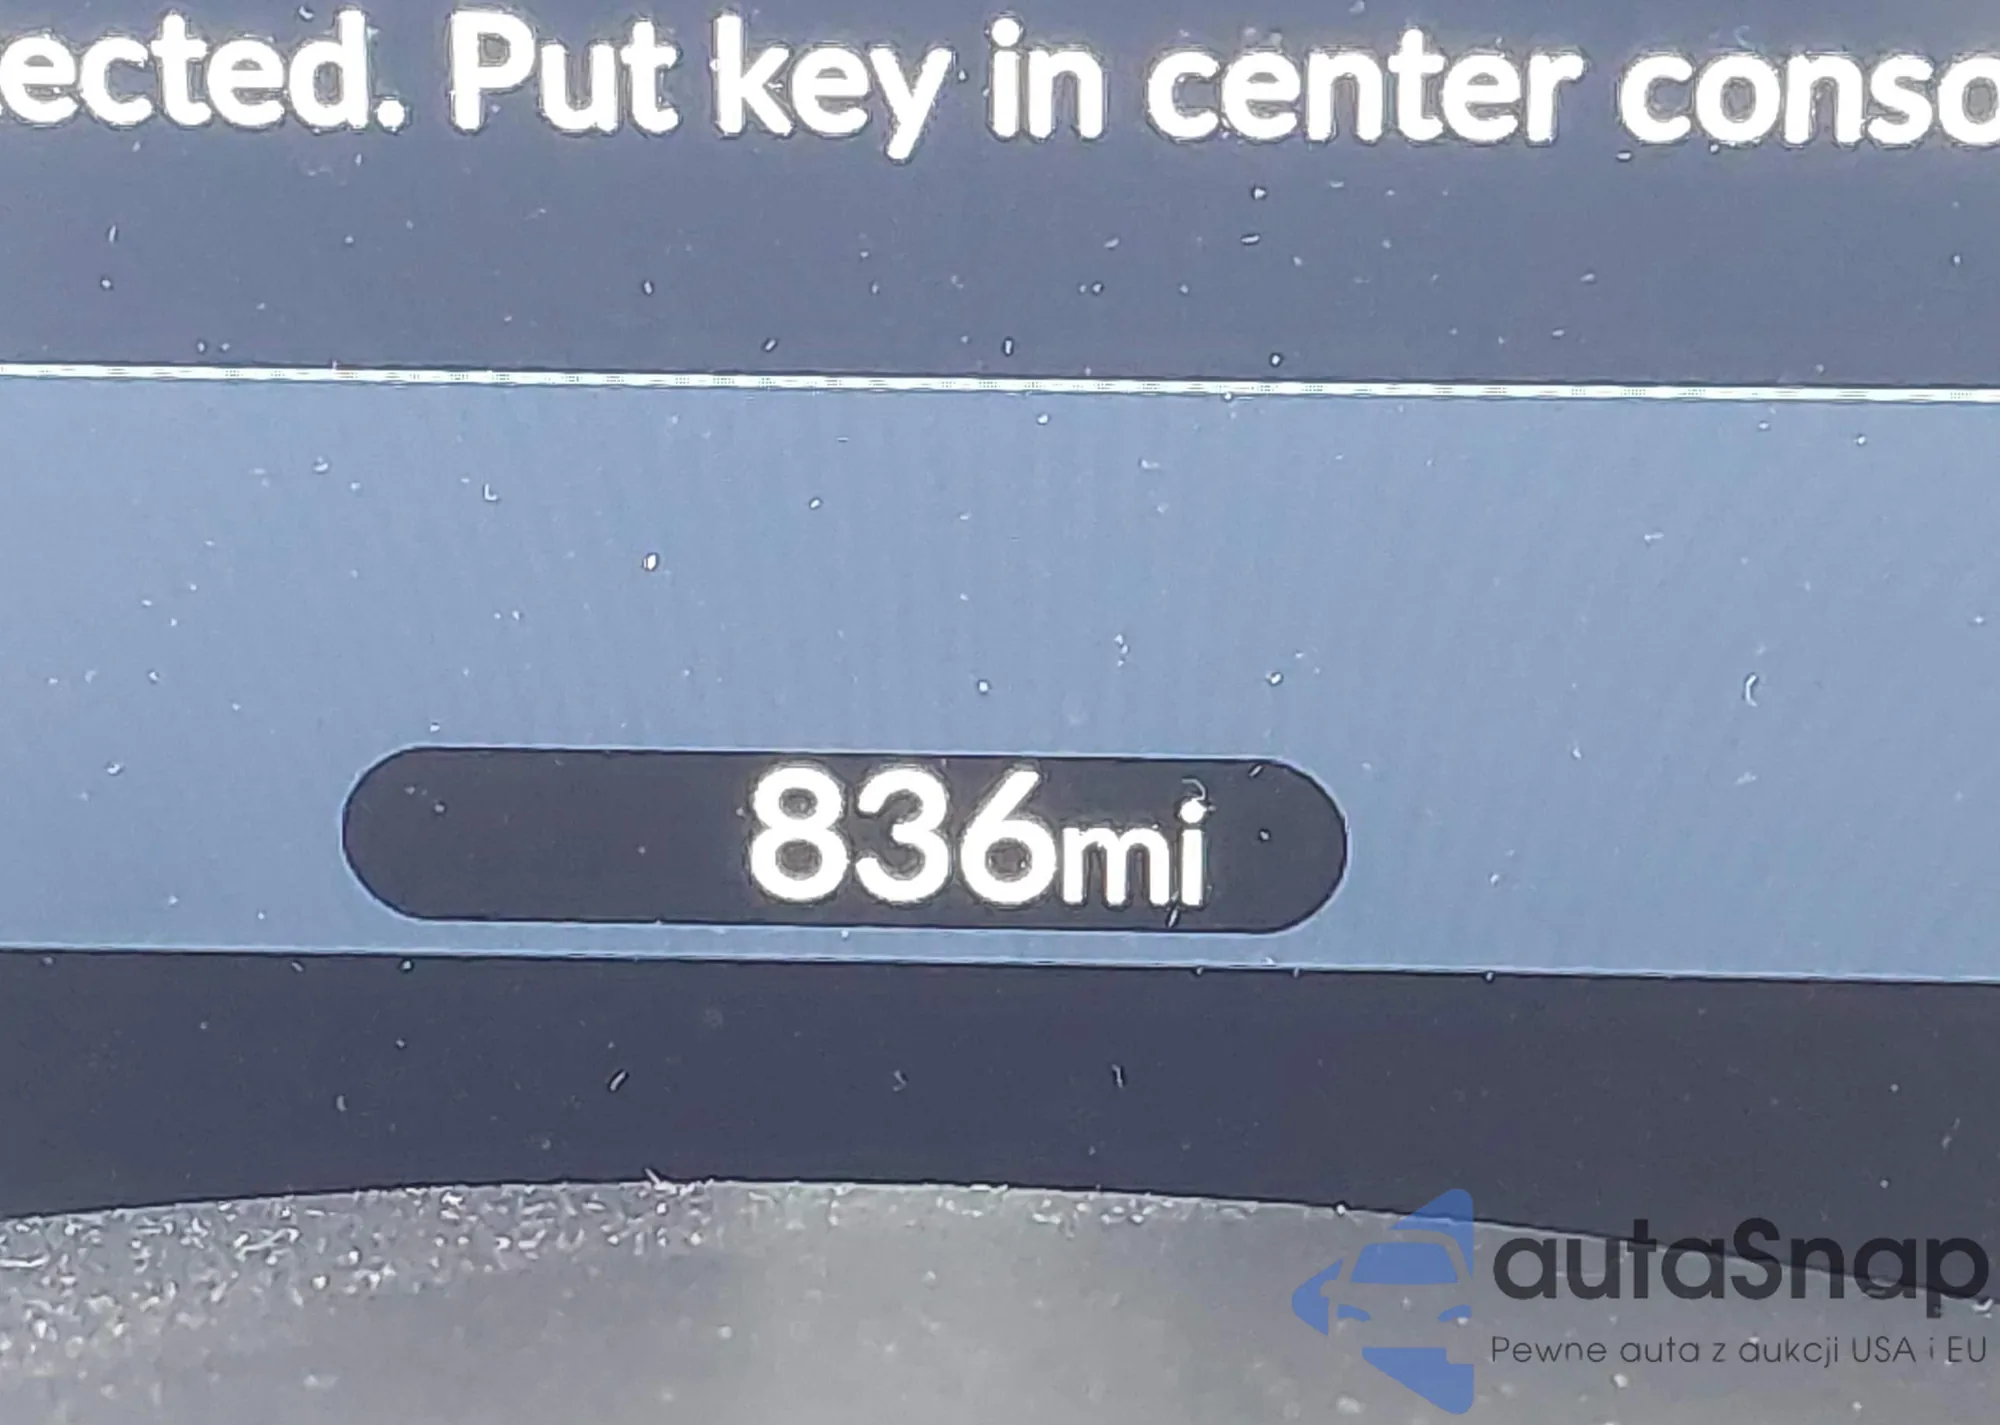 ected. Put key in center conso
836mi
autaSnap
Pewne auta z aukcji USA i EU